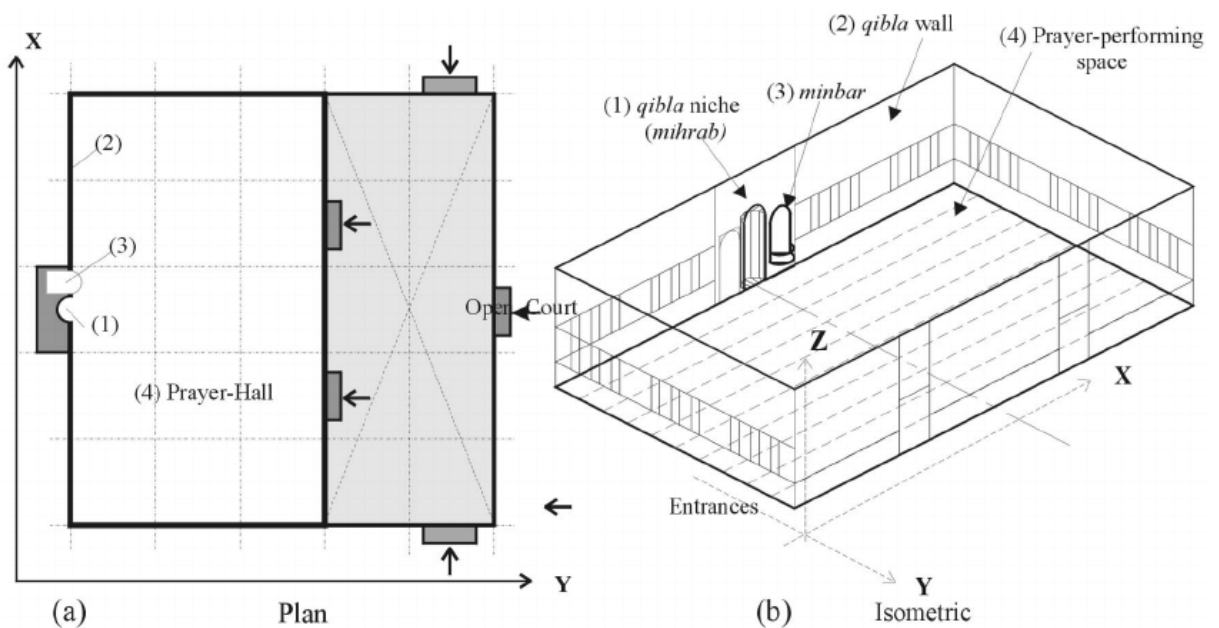 X
(2)
(3)
(1)
(4) Prayer-Hall
Open Court
Y
(a)
Plan
(2) qibla wall
(4) Prayer-performing
space
(1) qibla niche
(mihrab)
(3) minbar
Z
X
Entrances
Y
(b)
Isometric